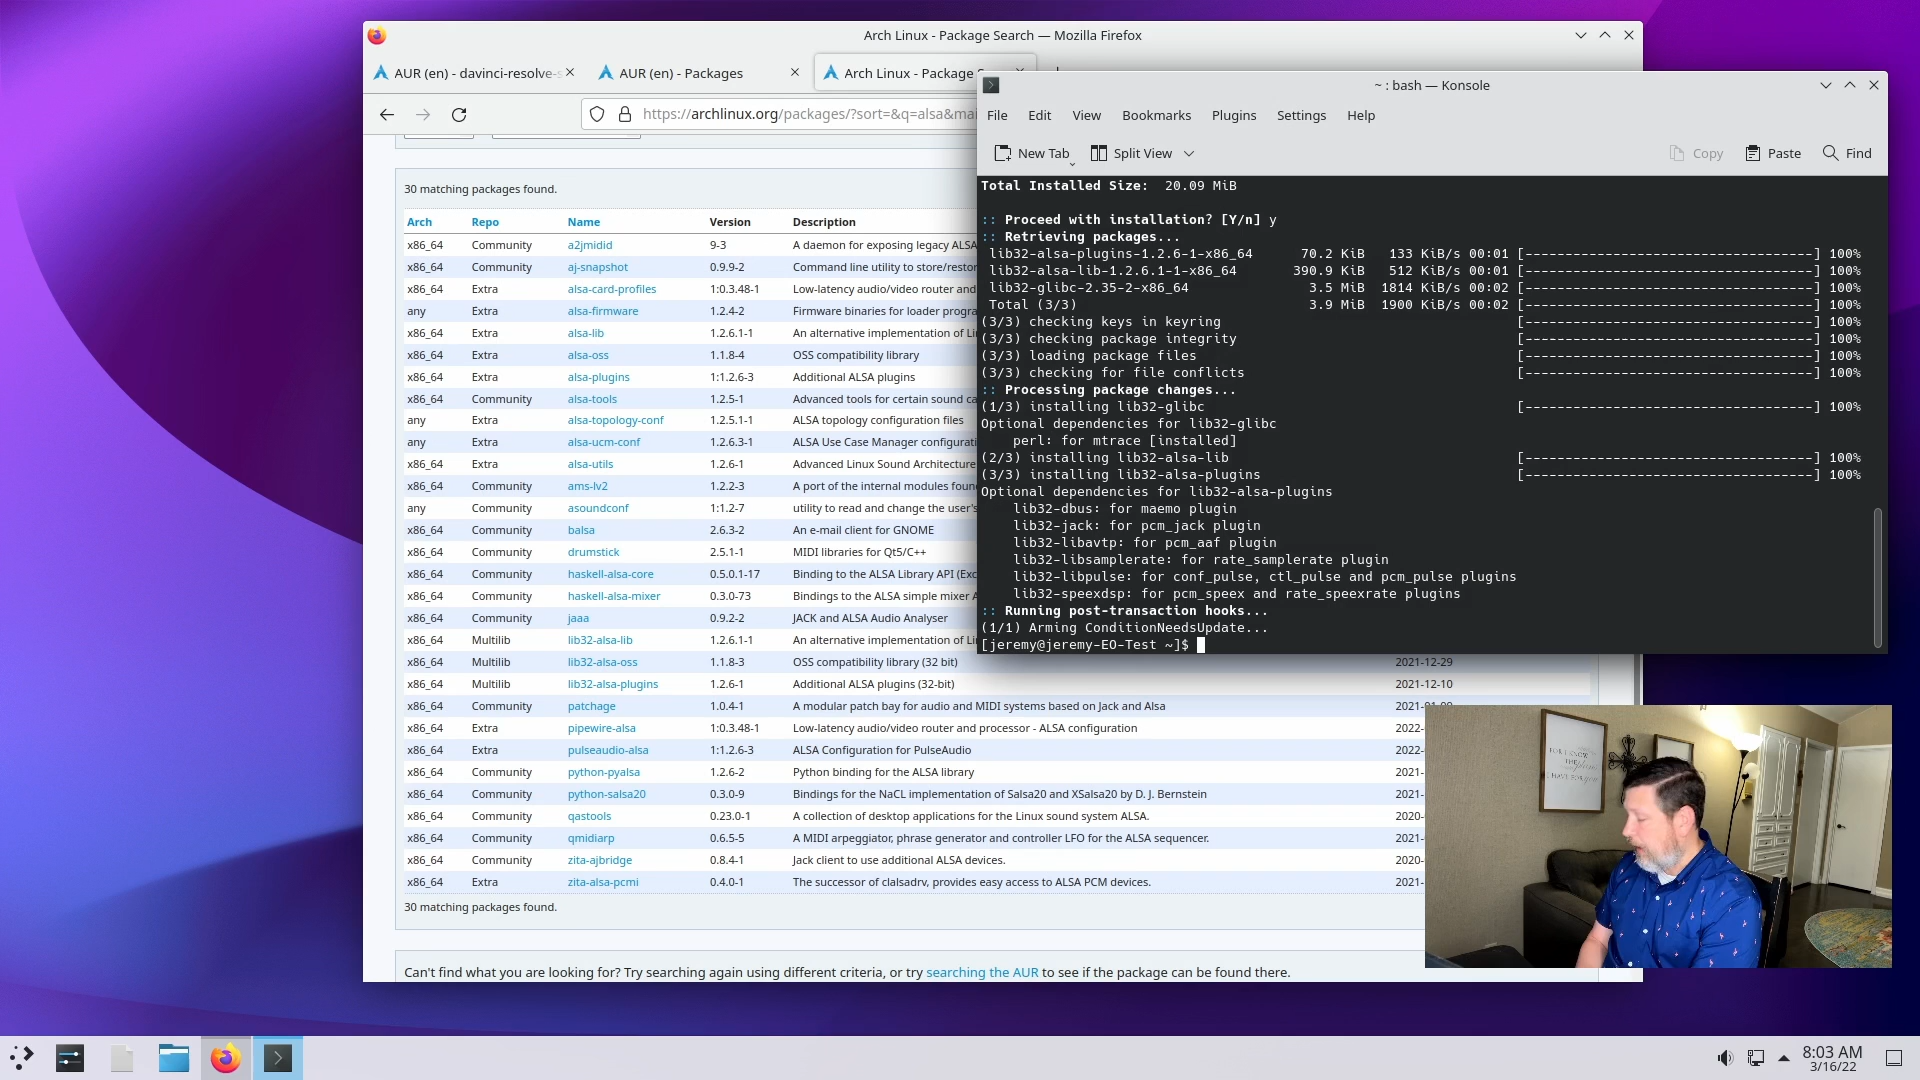 Arch Linux - Package Search — Mozilla Firefox
AUR (en) - davinci-resolve-s
AUR (en) - Packages
Arch Linux - Package S
https://archlinux.org/packages/?sort=&q=alsa&mai
30 matching packages found.
Arch Repo Name Version Description
x86_64 Community a2jmidid 9-3 A daemon for exposing legacy ALSA
x86_64 Community aj-snapshot 0.9.9-2 Command line utility to store/restor
x86_64 Extra alsa-card-profiles 1:0.3.48-1 Low-latency audio/video router and
any Extra alsa-firmware 1.2.4-2 Firmware binaries for loader progra
x86_64 Extra alsa-lib 1.2.6.1-1 An alternative implementation of Li
x86_64 Extra alsa-oss 1.1.8-4 OSS compatibility library
x86_64 Extra alsa-plugins 1:1.2.6-3 Additional ALSA plugins
x86_64 Community alsa-tools 1.2.5-1 Advanced tools for certain sound ca
any Extra alsa-topology-conf 1.2.5.1-1 ALSA topology configuration files
any Extra alsa-ucm-conf 1.2.6.3-1 ALSA Use Case Manager configurati
x86_64 Extra alsa-utils 1.2.6-1 Advanced Linux Sound Architecture
x86_64 Community ams-lv2 1.2.2-3 A port of the internal modules foun
any Community asoundconf 1:1.2-7 utility to read and change the user's
x86_64 Community balsa 2.6.3-2 An e-mail client for GNOME
x86_64 Community drumstick 2.5.1-1 MIDI libraries for Qt5/C++
x86_64 Community haskell-alsa-core 0.5.0.1-17 Binding to the ALSA Library API (Exc
x86_64 Community haskell-alsa-mixer 0.3.0-73 Bindings to the ALSA simple mixer A
x86_64 Community jaaa 0.9.2-2 JACK and ALSA Audio Analyser
x86_64 Multilib lib32-alsa-lib 1.2.6.1-1 An alternative implementation of Li
x86_64 Multilib lib32-alsa-oss 1.1.8-3 OSS compatibility library (32 bit) 2021-12-29
x86_64 Multilib lib32-alsa-plugins 1.2.6-1 Additional ALSA plugins (32-bit) 2021-12-10
x86_64 Community patchage 1.0.4-1 A modular patch bay for audio and MIDI systems based on Jack and Alsa
x86_64 Extra pipewire-alsa 1:0.3.48-1 Low-latency audio/video router and processor - ALSA configuration 2022-
x86_64 Extra pulseaudio-alsa 1:1.2.6-3 ALSA Configuration for PulseAudio 2022-
x86_64 Community python-pyalsa 1.2.6-2 Python binding for the ALSA library 2021-
x86_64 Community python-salsa20 0.3.0-9 Bindings for the NaCL implementation of Salsa20 and XSalsa20 by D. J. Bernstein 2021-
x86_64 Community qastools 0.23.0-1 A collection of desktop applications for the Linux sound system ALSA. 2020-
x86_64 Community qmidiarp 0.6.5-5 A MIDI arpeggiator, phrase generator and controller LFO for the ALSA sequencer. 2021-
x86_64 Community zita-ajbridge 0.8.4-1 Jack client to use additional ALSA devices. 2020-
x86_64 Extra zita-alsa-pcmi 0.4.0-1 The successor of clalsadrv, provides easy access to ALSA PCM devices. 2021-
30 matching packages found.
Can't find what you are looking for? Try searching again using different criteria, or try searching the AUR to see if the package can be found there.
~ : bash — Konsole
File Edit View Bookmarks Plugins Settings Help
New Tab Split View Copy Paste Find
Total Installed Size: 20.09 MiB
:: Proceed with installation? [Y/n] y
:: Retrieving packages...
lib32-alsa-plugins-1.2.6-1-x86_64 70.2 KiB 133 KiB/s 00:01 [------------------------------------] 100%
lib32-alsa-lib-1.2.6.1-1-x86_64 390.9 KiB 512 KiB/s 00:01 [------------------------------------] 100%
lib32-glibc-2.35-2-x86_64 3.5 MiB 1814 KiB/s 00:02 [------------------------------------] 100%
Total (3/3) 3.9 MiB 1900 KiB/s 00:02 [------------------------------------] 100%
(3/3) checking keys in keyring [------------------------------------] 100%
(3/3) checking package integrity [------------------------------------] 100%
(3/3) loading package files [------------------------------------] 100%
(3/3) checking for file conflicts [------------------------------------] 100%
:: Processing package changes...
(1/3) installing lib32-glibc [------------------------------------] 100%
Optional dependencies for lib32-glibc
perl: for mtrace [installed]
(2/3) installing lib32-alsa-lib [------------------------------------] 100%
(3/3) installing lib32-alsa-plugins [------------------------------------] 100%
Optional dependencies for lib32-alsa-plugins
lib32-dbus: for maemo plugin
lib32-jack: for pcm_jack plugin
lib32-libavtp: for pcm_aaf plugin
lib32-libsamplerate: for rate_samplerate plugin
lib32-libpulse: for conf_pulse, ctl_pulse and pcm_pulse plugins
lib32-speexdsp: for pcm_speex and rate_speexrate plugins
:: Running post-transaction hooks...
(1/1) Arming ConditionNeedsUpdate...
[jeremy@jeremy-EO-Test ~]$
FOR I KNOW
THE plans
I HAVE FOR you
8:03 AM
3/16/22